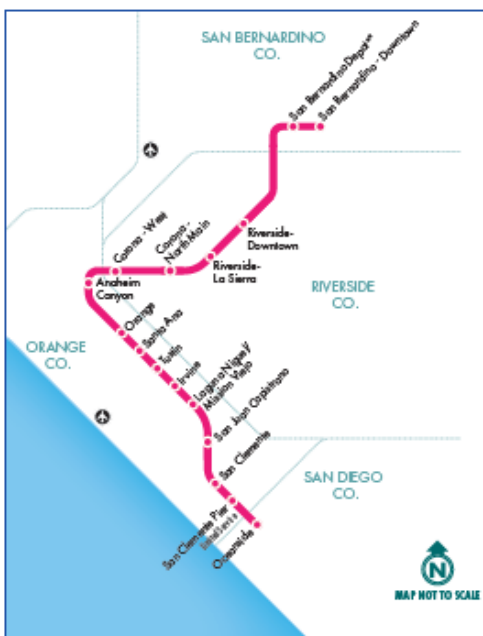 SAN BERNARDINO
CO.
San Bernardino Depot**
San Bernardino - Downtown
Riverside-
Downtown
Riverside-
La Sierra
Corona -
North Main
Corona - West
Anaheim
Canyon
RIVERSIDE
CO.
ORANGE
CO.
Orange
Santa Ana
Tustin
Irvine
Laguna Niguel/
Mission Viejo
San Juan Capistrano
San Clemente
SAN DIEGO
CO.
San Clemente Pier
Oceanside
N
MAP NOT TO SCALE